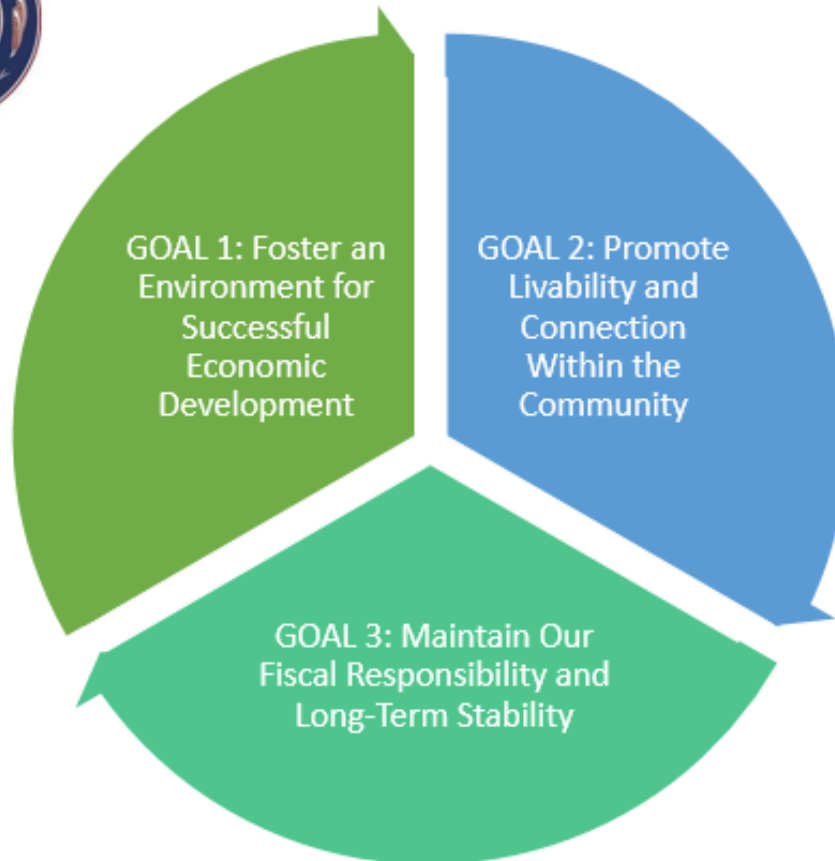 GOAL 1: Foster an
Environment for
Successful
Economic
Development
GOAL 2: Promote
Livability and
Connection
Within the
Community
GOAL 3: Maintain Our
Fiscal Responsibility and
Long-Term Stability